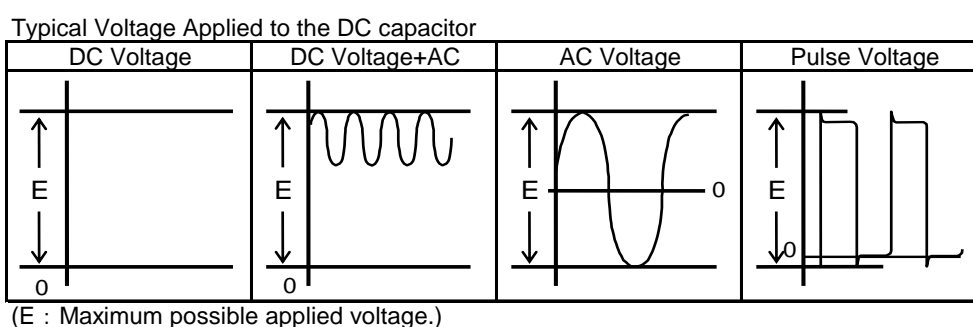 Typical Voltage Applied to the DC capacitor
DC Voltage DC Voltage+AC AC Voltage Pulse Voltage
E E E E
0 0 0 0
(E：Maximum possible applied voltage.)